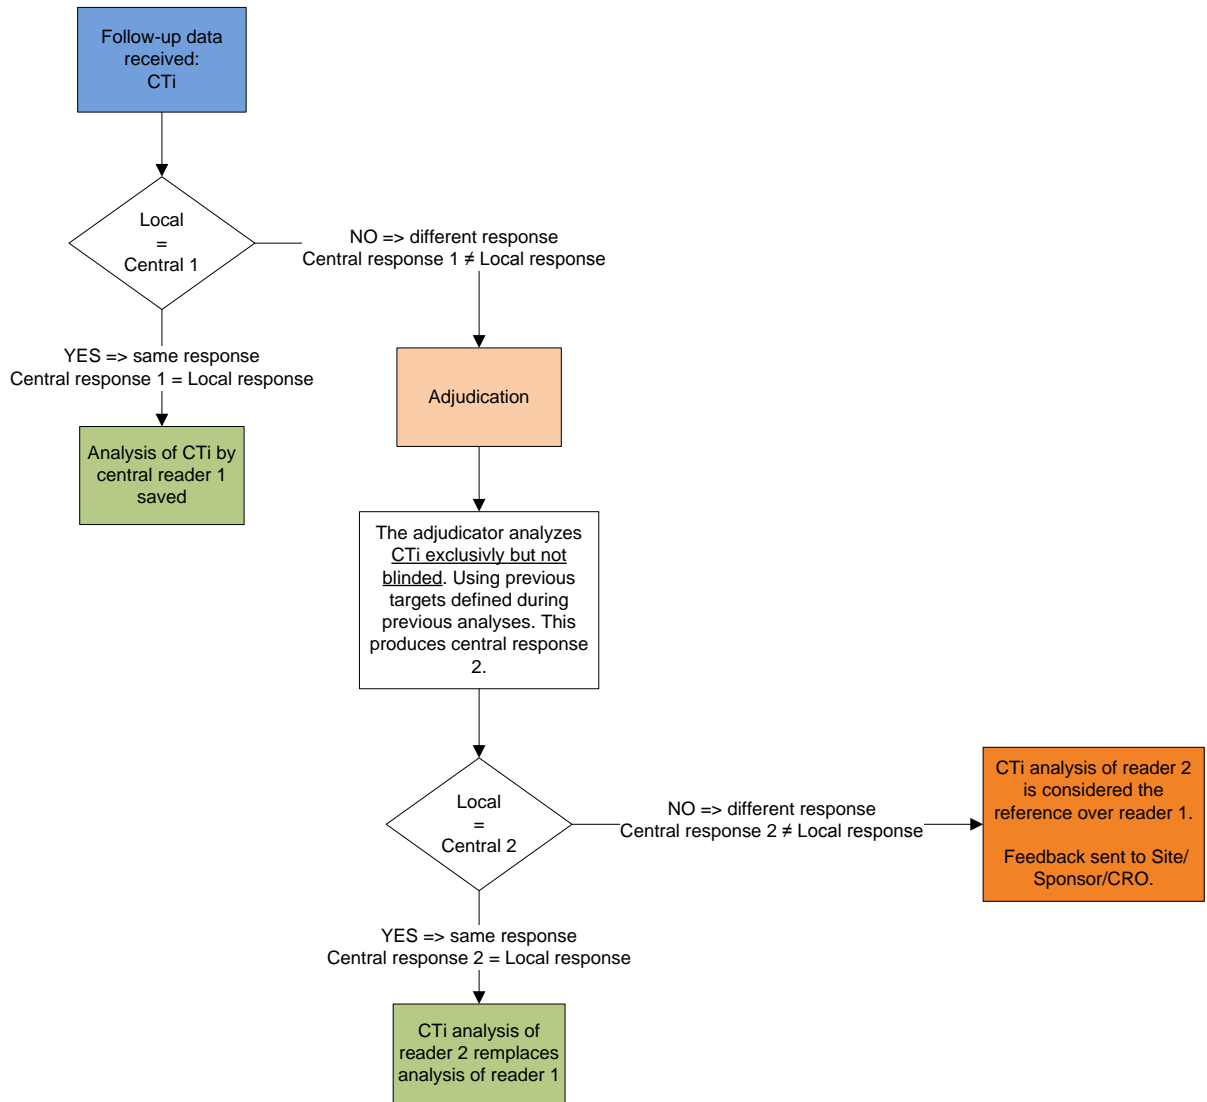 Follow-up data
received:
CTi
Local
=
Central 1
NO => different response
Central response 1 ≠ Local response
YES => same response
Central response 1 = Local response
Analysis of CTi by
central reader 1
saved
Adjudication
The adjudicator analyzes
CTi exclusivly but not
blinded. Using previous
targets defined during
previous analyses. This
produces central response
2.
Local
=
Central 2
NO => different response
Central response 2 ≠ Local response
CTi analysis of reader 2
is considered the
reference over reader 1.
Feedback sent to Site/
Sponsor/CRO.
YES => same response
Central response 2 = Local response
CTi analysis of
reader 2 remplaces
analysis of reader 1